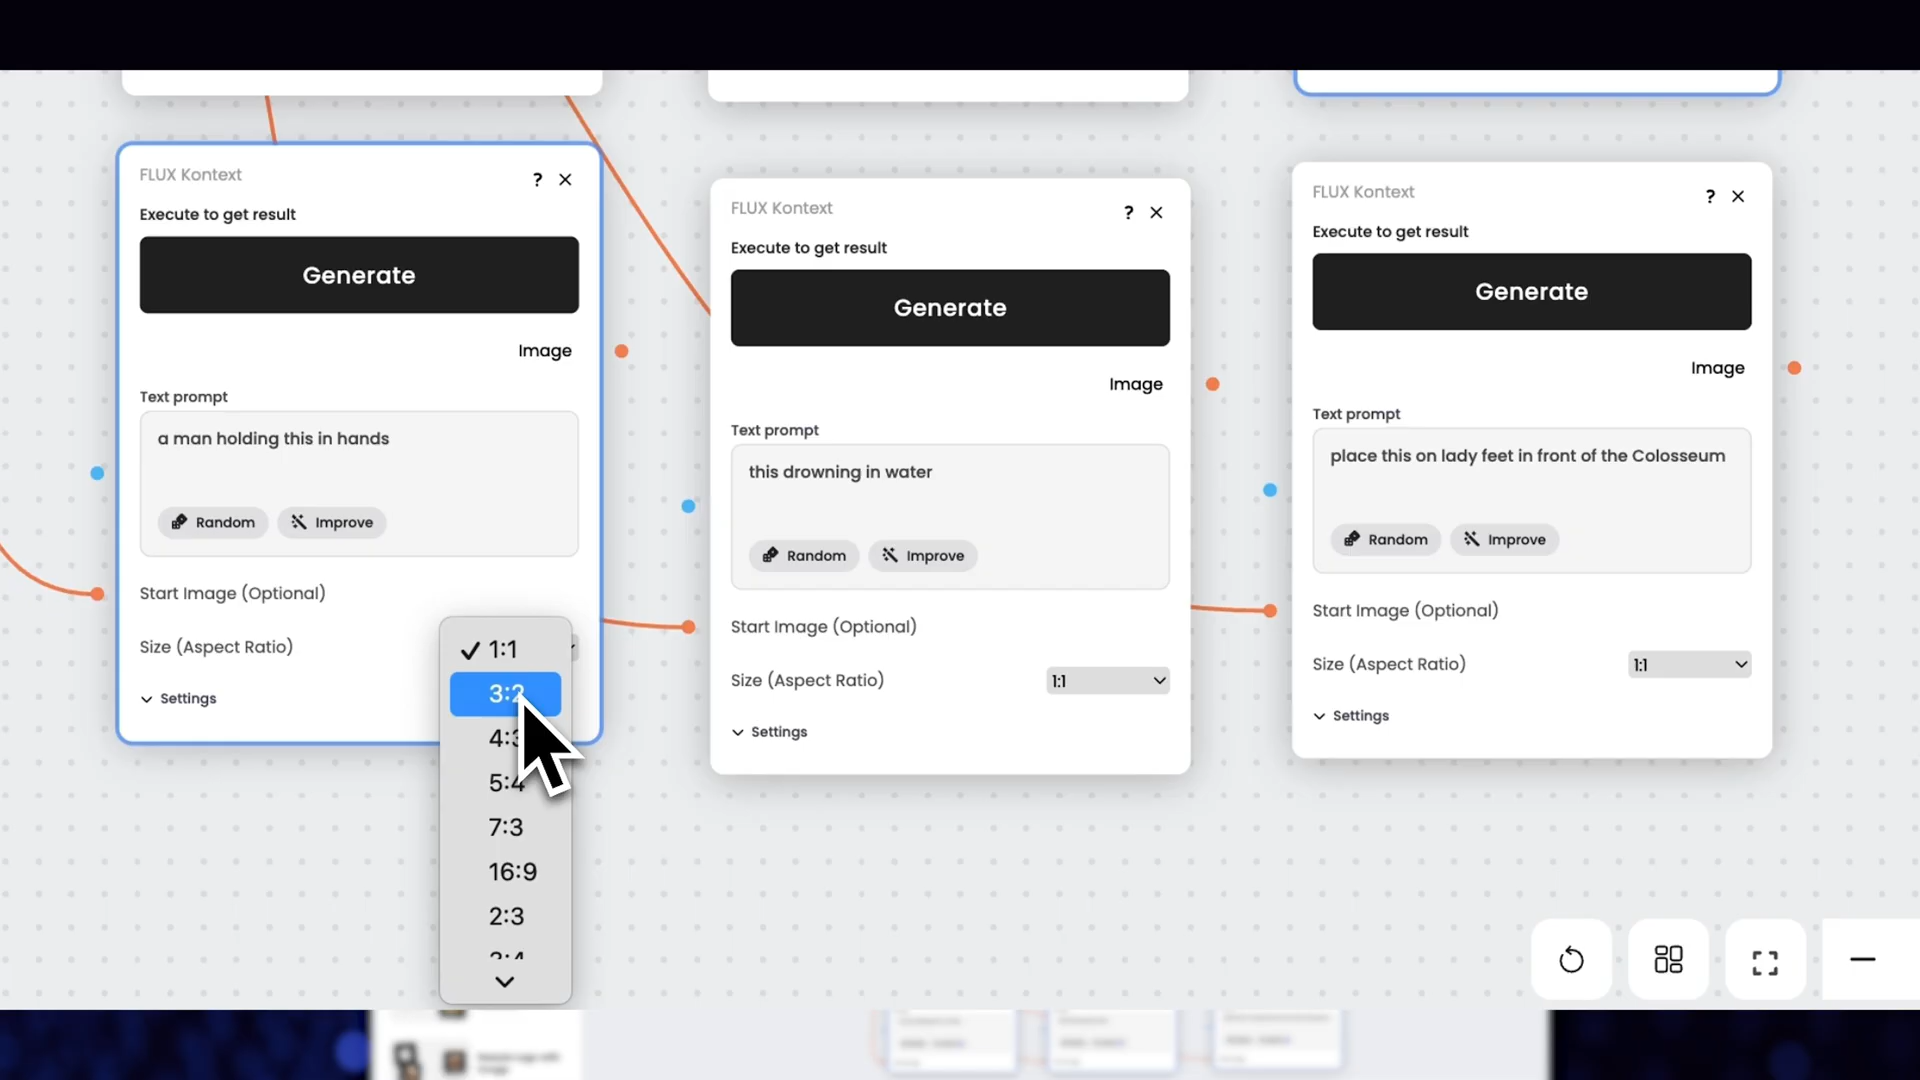 FLUX Kontext
?
Execute to get result
Generate
Image
Text prompt
a man holding this in hands
Random
Improve
Start Image (Optional)
Size (Aspect Ratio)
Settings
1:1
3:2
4:3
5:4
7:3
16:9
2:3
FLUX Kontext
?
Execute to get result
Generate
Image
Text prompt
this drowning in water
Random
Improve
Start Image (Optional)
Size (Aspect Ratio)
1:1
Settings
FLUX Kontext
?
Execute to get result
Generate
Image
Text prompt
place this on lady feet in front of the Colosseum
Random
Improve
Start Image (Optional)
Size (Aspect Ratio)
1:1
Settings